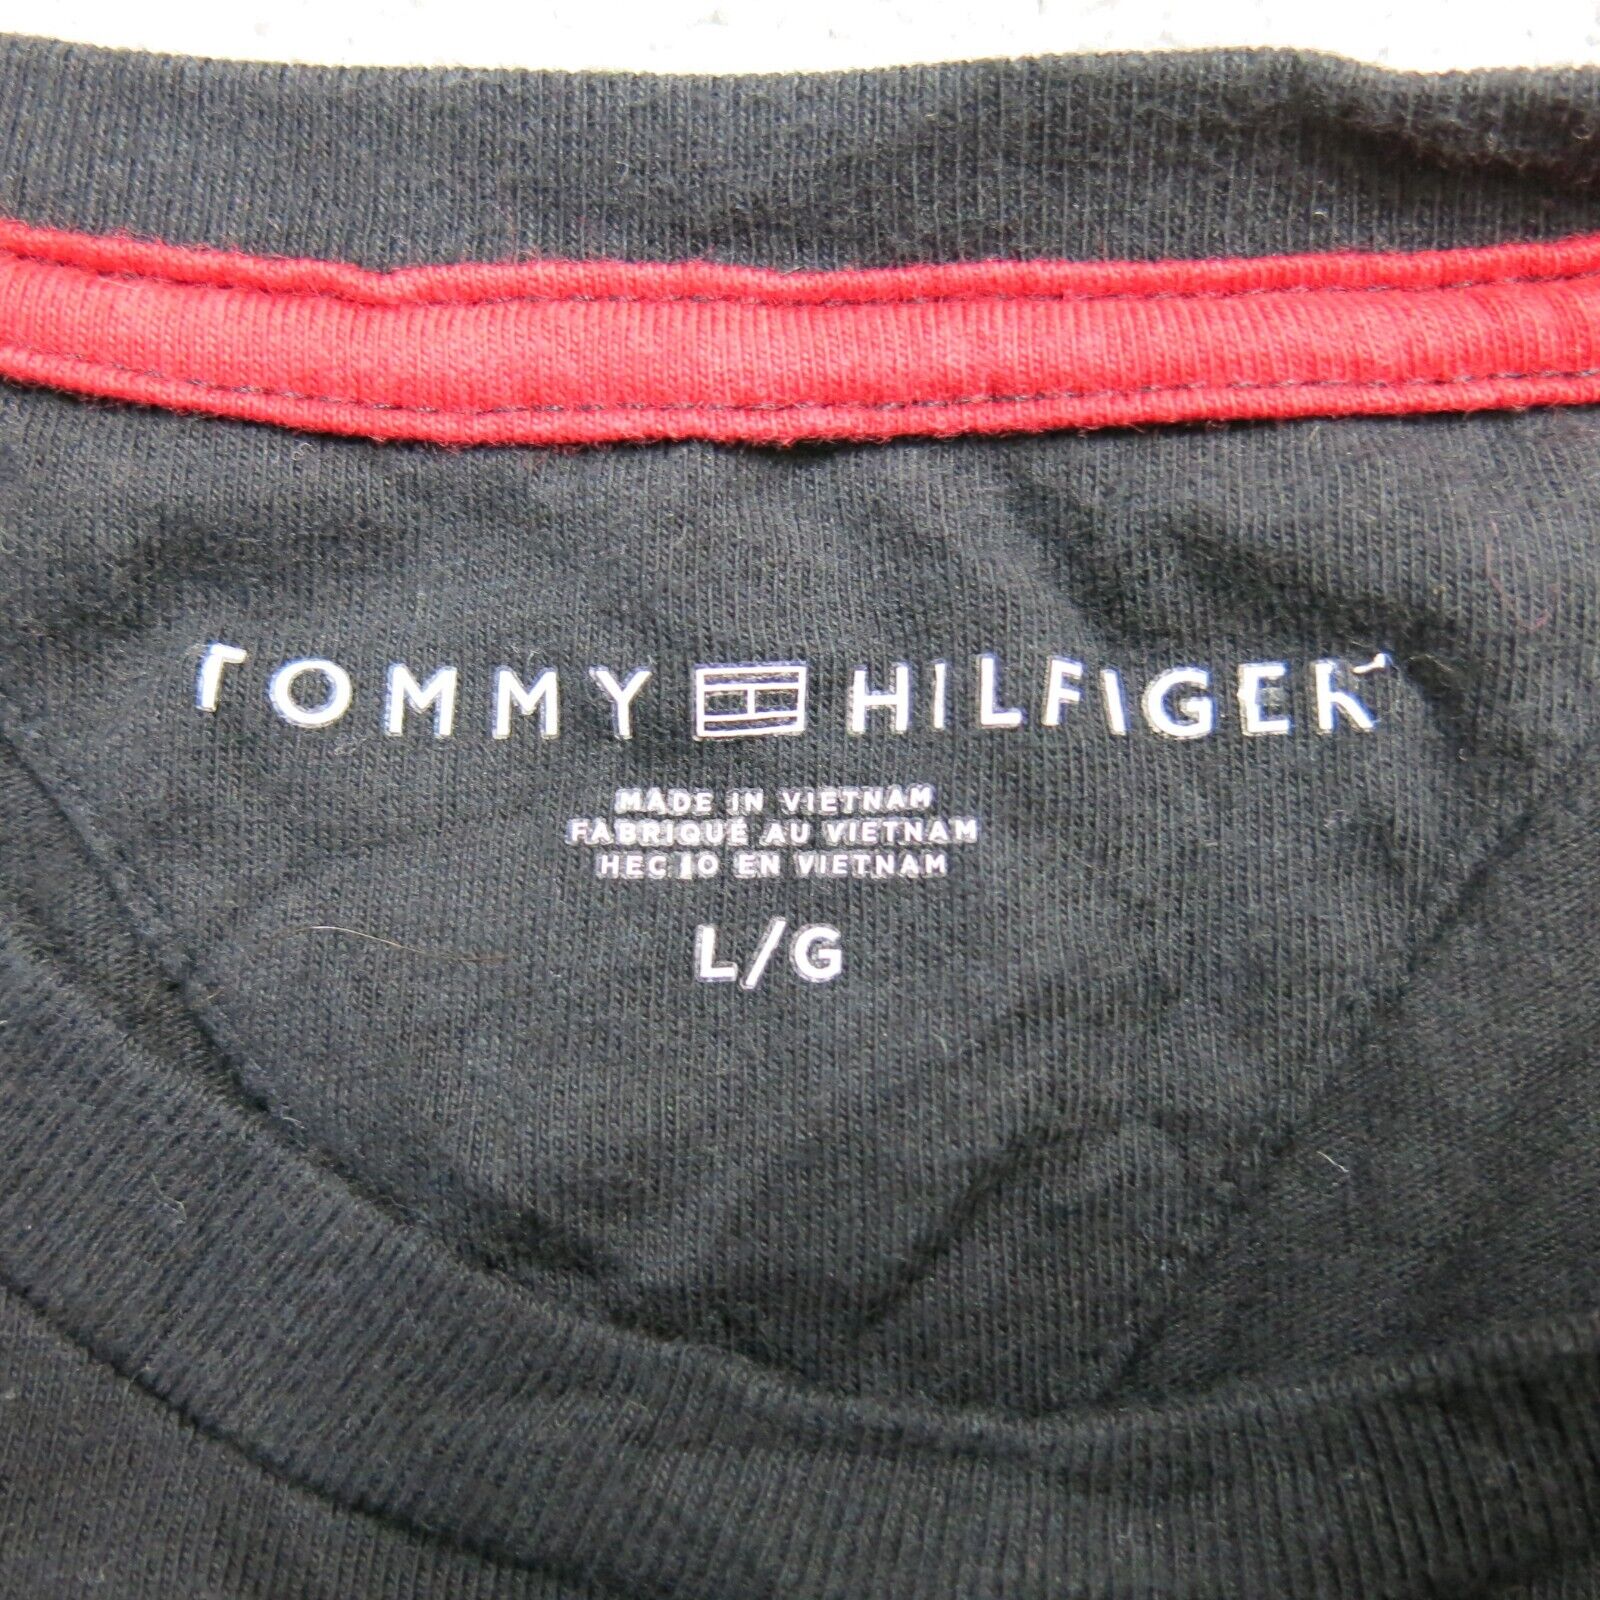 TOMMY HILFIGER
MADE IN VIETNAM
FABRIQUÉ AU VIETNAM
HECHO EN VIETNAM
L/G